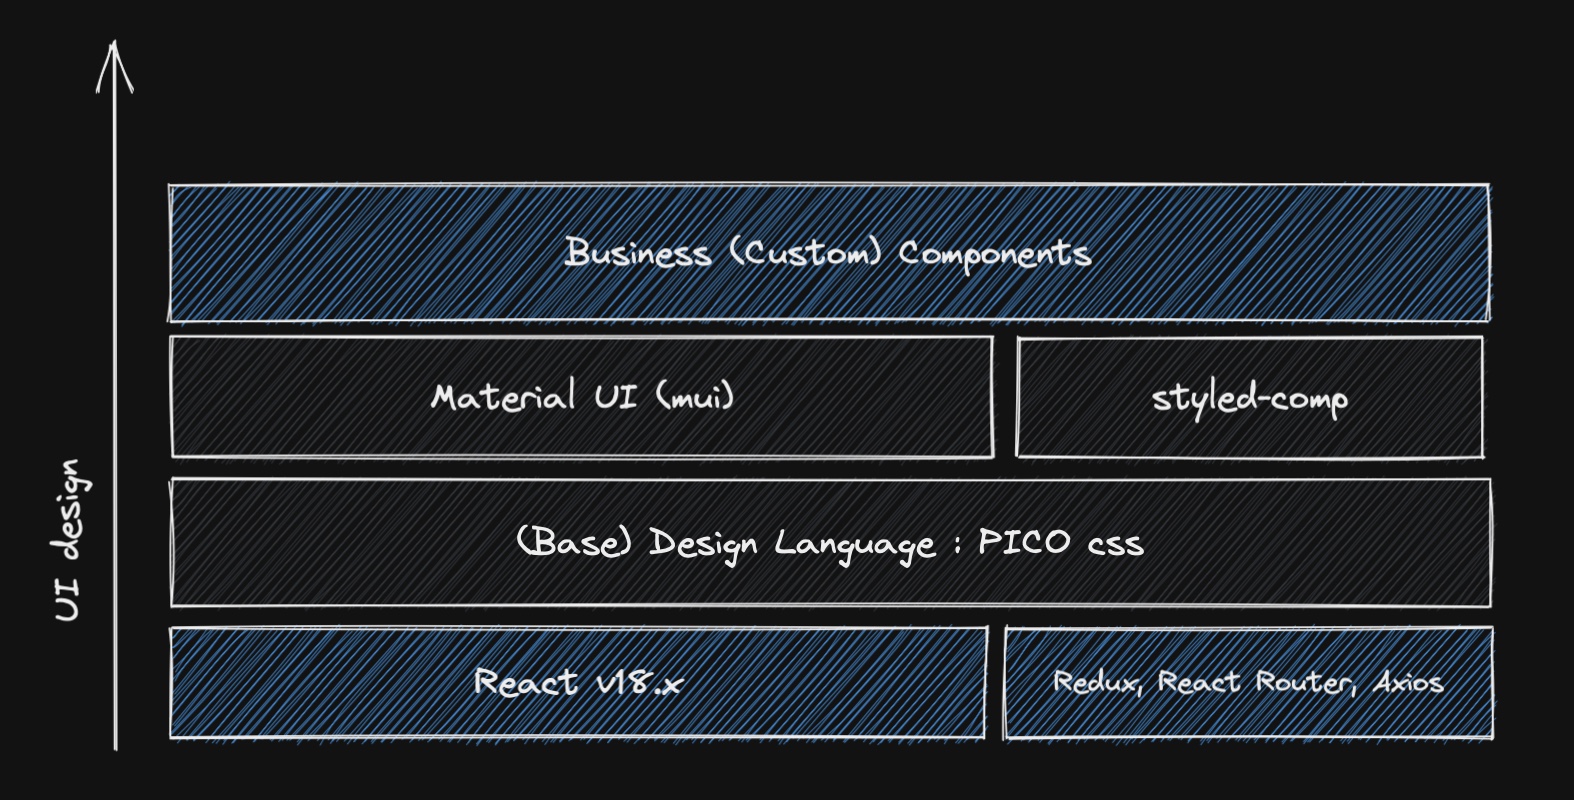 Business (Custom) Components
Material UI (mui)
styled-comp
(Base) Design Language : PICO css
React v18.x
Redux, React Router, Axios
UI design